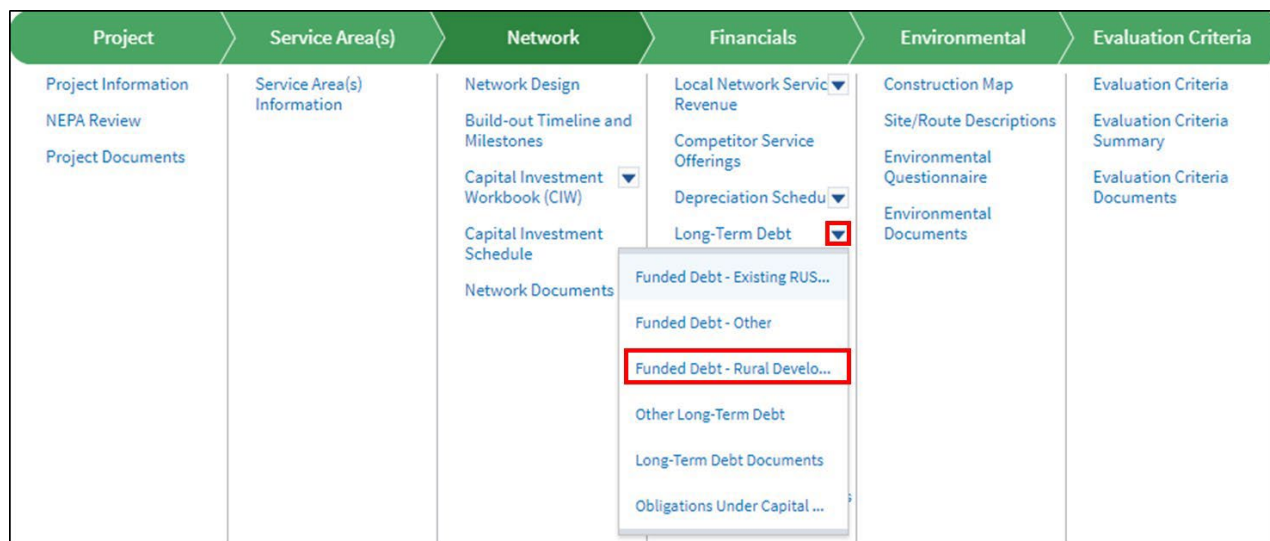 Project
Service Area(s)
Network
Financials
Environmental
Evaluation Criteria
Project Information
NEPA Review
Project Documents
Service Area(s)
Information
Network Design
Build-out Timeline and
Milestones
Capital Investment
Workbook (CIW)
Capital Investment
Schedule
Network Documents
Local Network Servic
Revenue
Competitor Service
Offerings
Depreciation Schedu
Long-Term Debt
Funded Debt - Existing RUS...
Funded Debt - Other
Funded Debt - Rural Develo...
Other Long-Term Debt
Long-Term Debt Documents
Obligations Under Capital ...
s
Construction Map
Site/Route Descriptions
Environmental
Questionnaire
Environmental
Documents
Evaluation Criteria
Evaluation Criteria
Summary
Evaluation Criteria
Documents